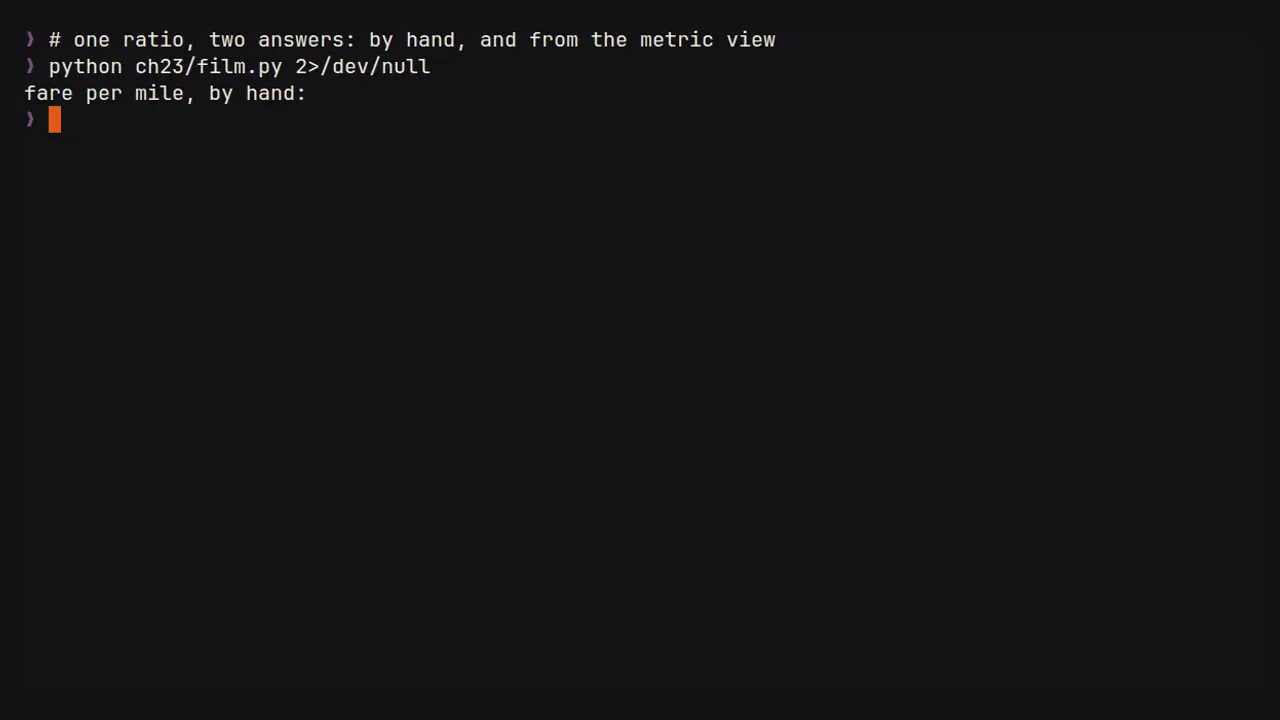 ❯ # one ratio, two answers: by hand, and from the metric view
❯ python ch23/film.py 2>/dev/null
fare per mile, by hand:
❯